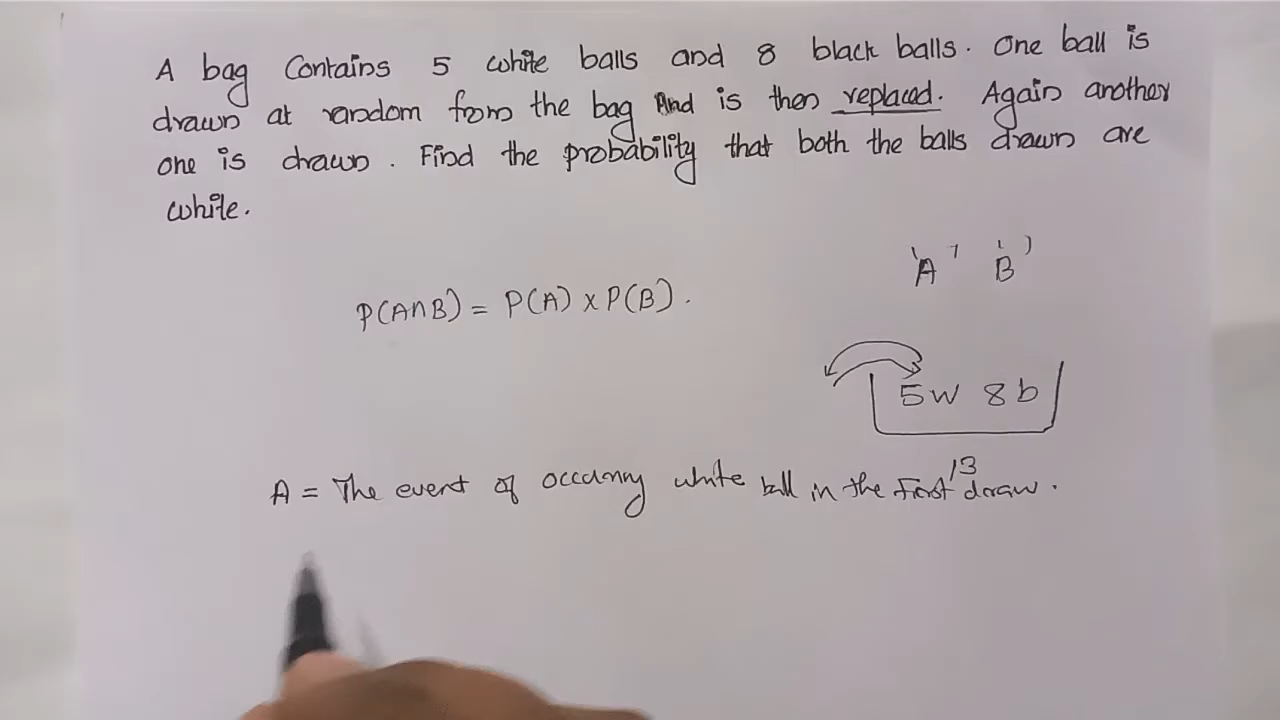 A bag Contains 5 white balls and 8 black balls. One ball is
drawn at random from the bag And is then replaced. Again another
one is drawn. Find the probability that both the balls drawn are
white.
'A' 'B'
P(A∩B) = P(A) x P(B).
5W 8b
13
A = The event of white ball in the First draw.